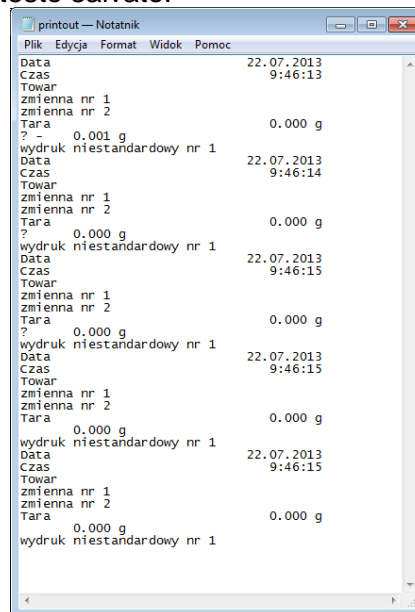 printout — Notatnik
Plik Edycja Format Widok Pomoc
Data 22.07.2013
Czas 9:46:13
Towar
zmienna nr 1
zmienna nr 2
Tara 0.000 g
? - 0.001 g
wydruk niestandardowy nr 1
Data 22.07.2013
Czas 9:46:14
Towar
zmienna nr 1
zmienna nr 2
Tara 0.000 g
? 0.000 g
wydruk niestandardowy nr 1
Data 22.07.2013
Czas 9:46:15
Towar
zmienna nr 1
zmienna nr 2
Tara 0.000 g
? 0.000 g
wydruk niestandardowy nr 1
Data 22.07.2013
Czas 9:46:15
Towar
zmienna nr 1
zmienna nr 2
Tara 0.000 g
0.000 g
wydruk niestandardowy nr 1
Data 22.07.2013
Czas 9:46:15
Towar
zmienna nr 1
zmienna nr 2
Tara 0.000 g
0.000 g
wydruk niestandardowy nr 1